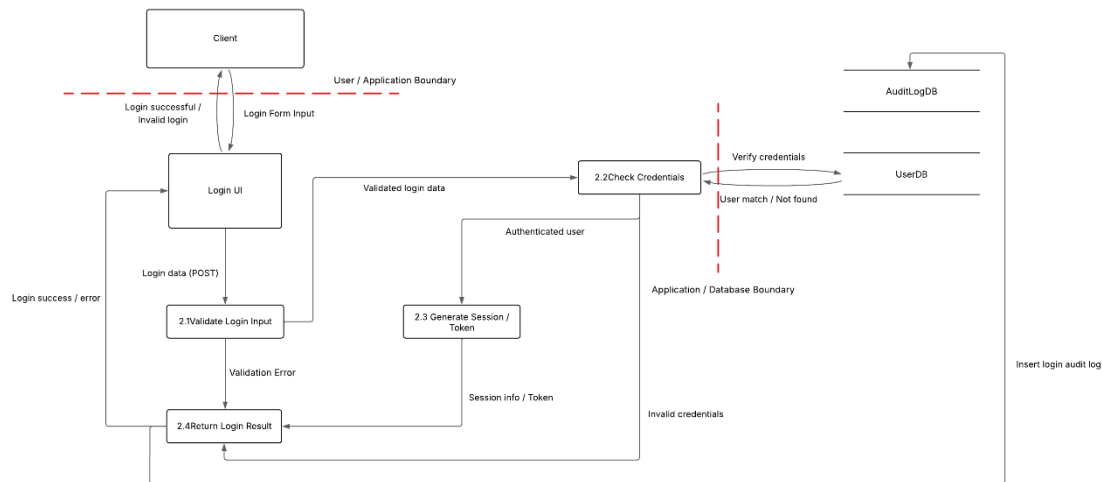 Client
User / Application Boundary
AuditLogDB
Login successful /
Invalid login
Login Form Input
Verify credentials
Login UI
2.2Check Credentials
UserDB
Validated login data
User match / Not found
Authenticated user
Login data (POST)
Application / Database Boundary
Login success / error
2.1Validate Login Input
2.3 Generate Session /
Token
Insert login audit log
Validation Error
Session info / Token
Invalid credentials
2.4Return Login Result